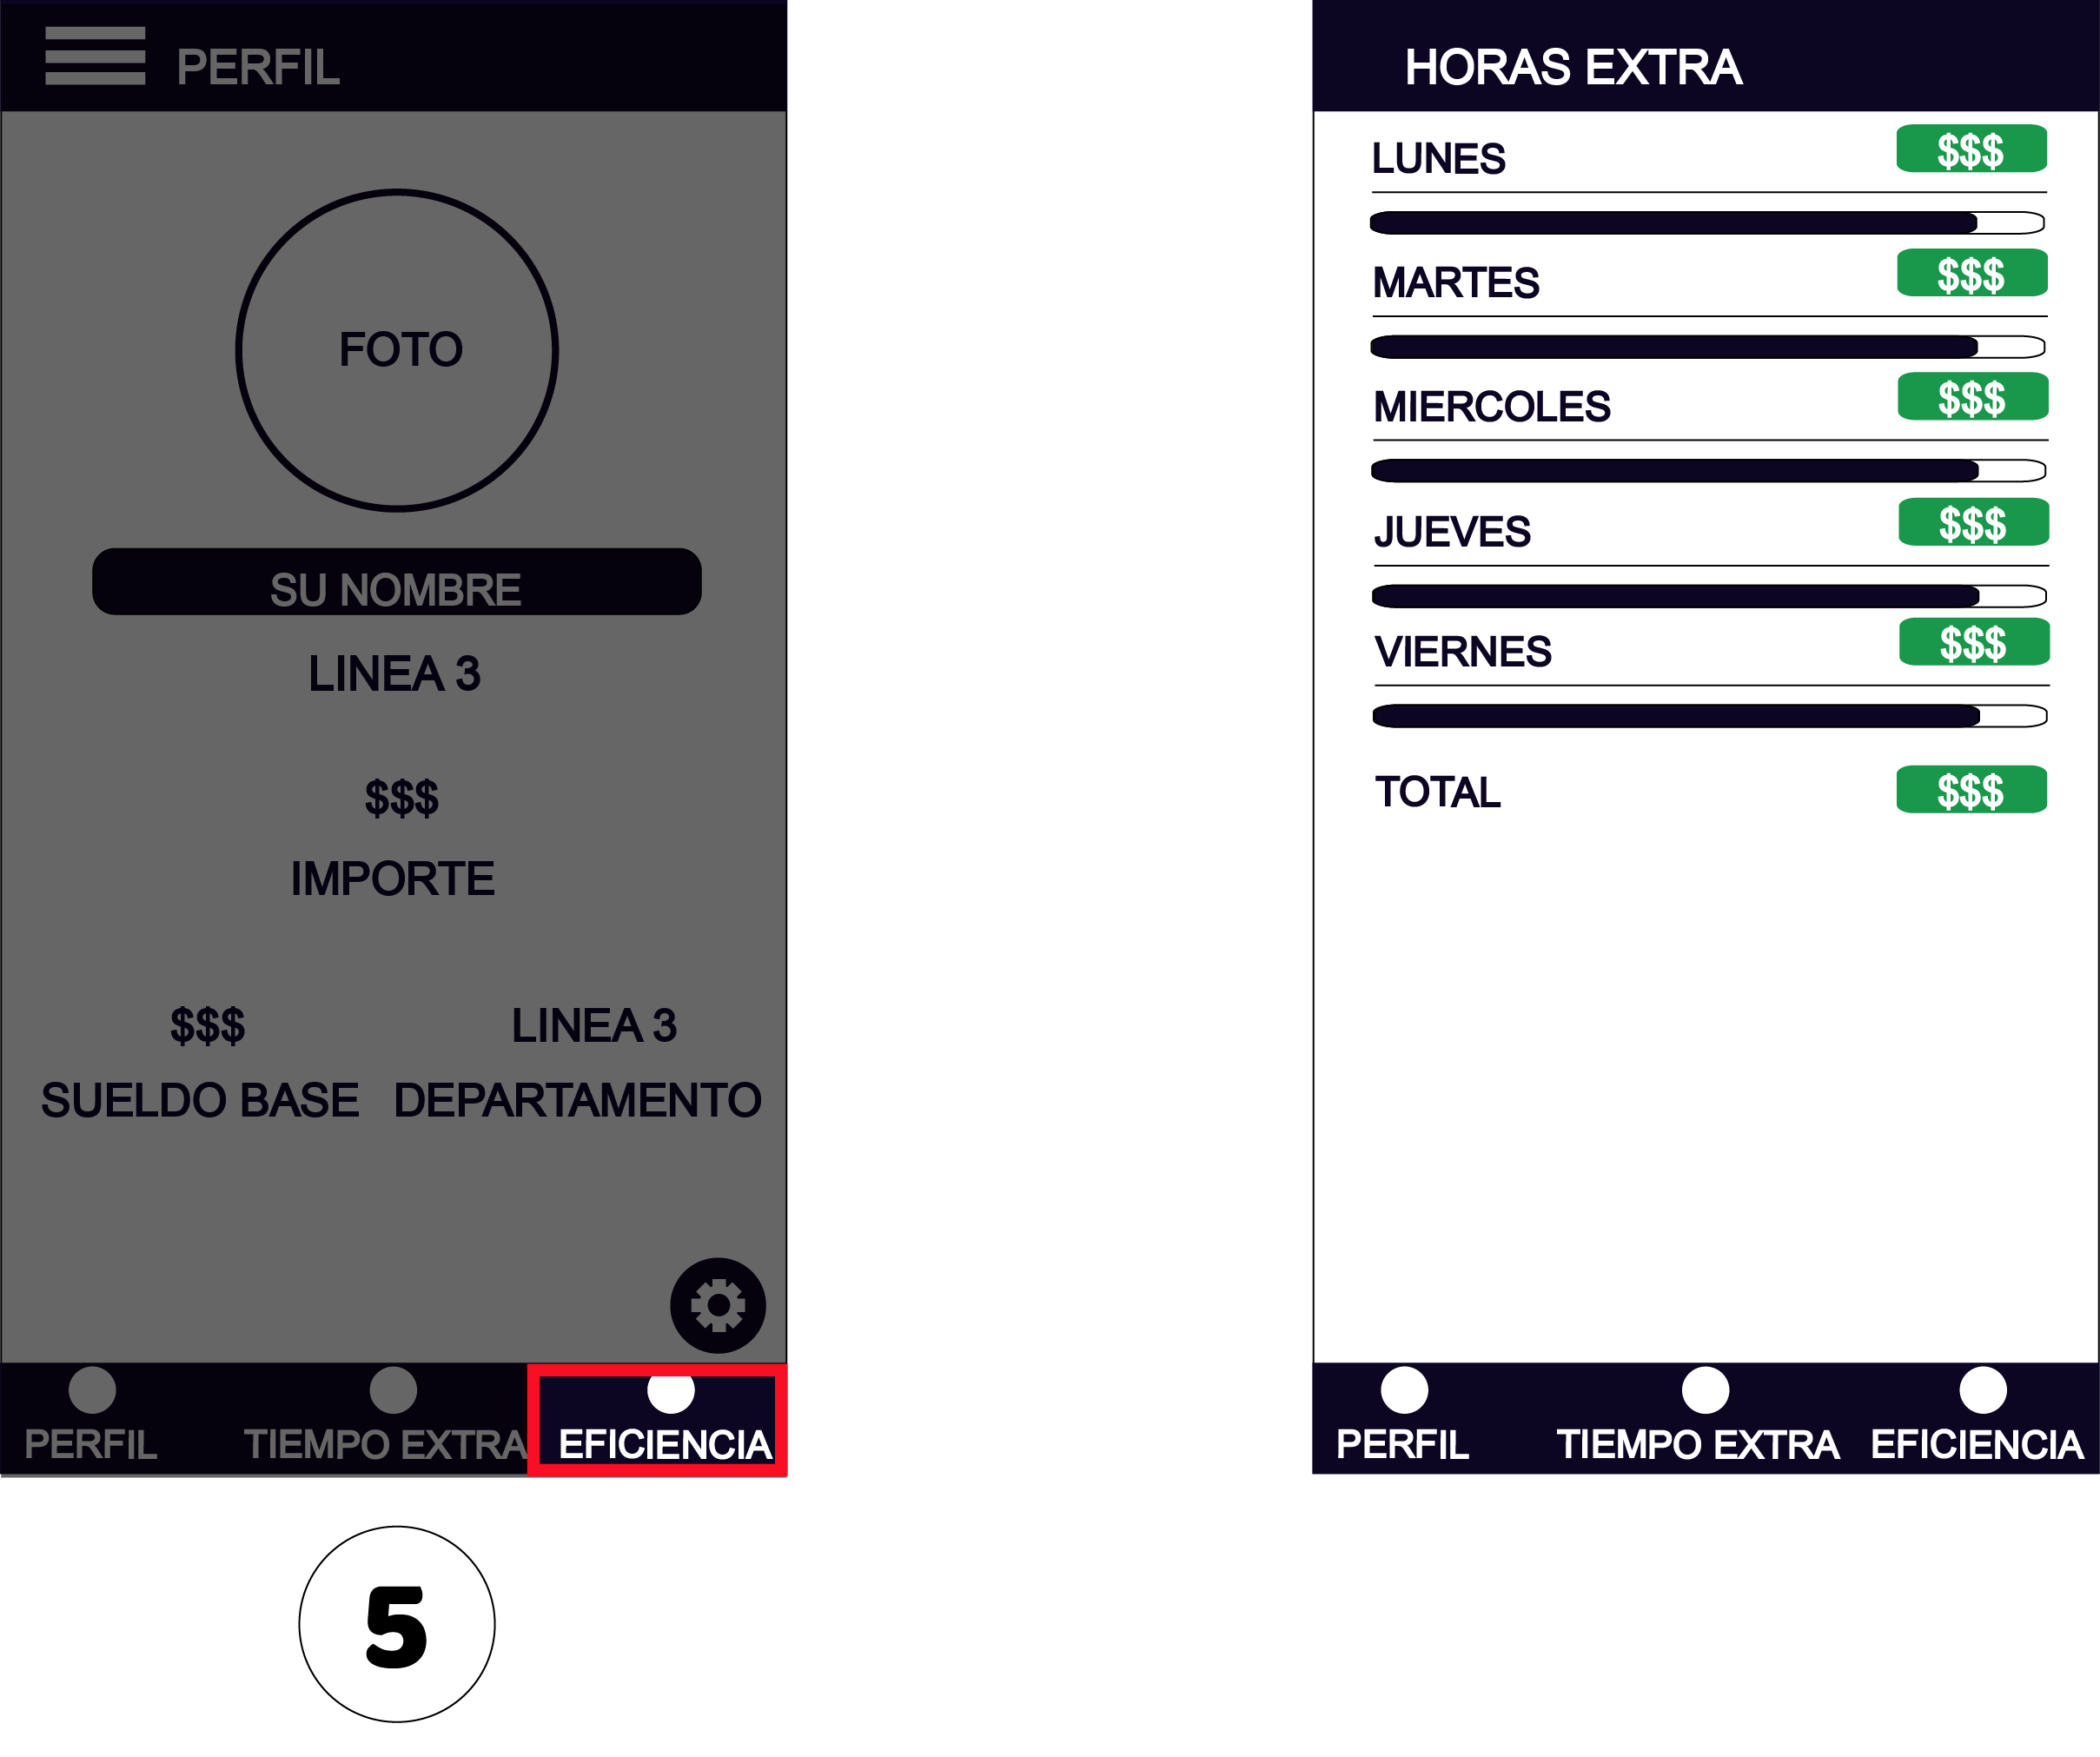 PERFIL
FOTO
SU NOMBRE
LINEA 3
$$$
IMPORTE
$$$ LINEA 3
SUELDO BASE DEPARTAMENTO
PERFIL TIEMPO EXTRA EFICIENCIA
5
HORAS EXTRA
LUNES $$$
MARTES $$$
MIERCOLES $$$
JUEVES $$$
VIERNES $$$
TOTAL $$$
PERFIL TIEMPO EXTRA EFICIENCIA